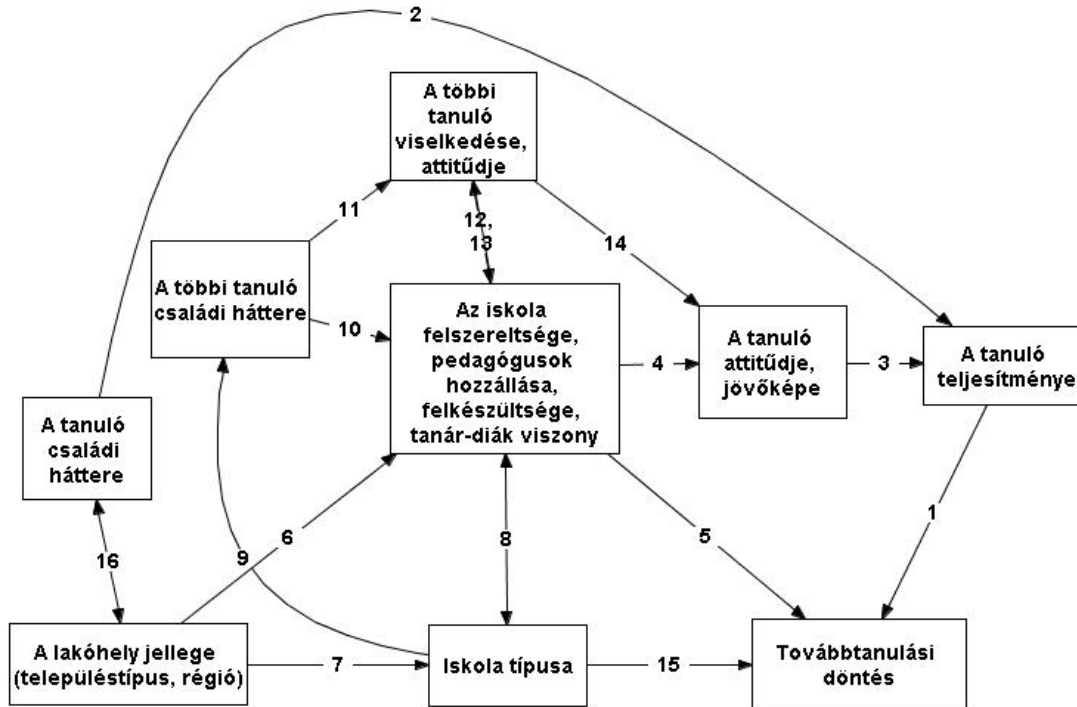 2
A többi
tanuló
viselkedése,
attitűdje
11
12,
13
14
A többi tanuló
családi háttere
10
Az iskola
felszereltsége,
pedagógusok
hozzállása,
felkészültsége,
tanár-diák viszony
4
A tanuló
attitűdje,
jövőképe
3
A tanuló
teljesítménye
A tanuló
családi
háttere
16
9
6
8
5
1
A lakóhely jellege
(településtípus, régió)
7
Iskola típusa
15
Továbbtanulási
döntés